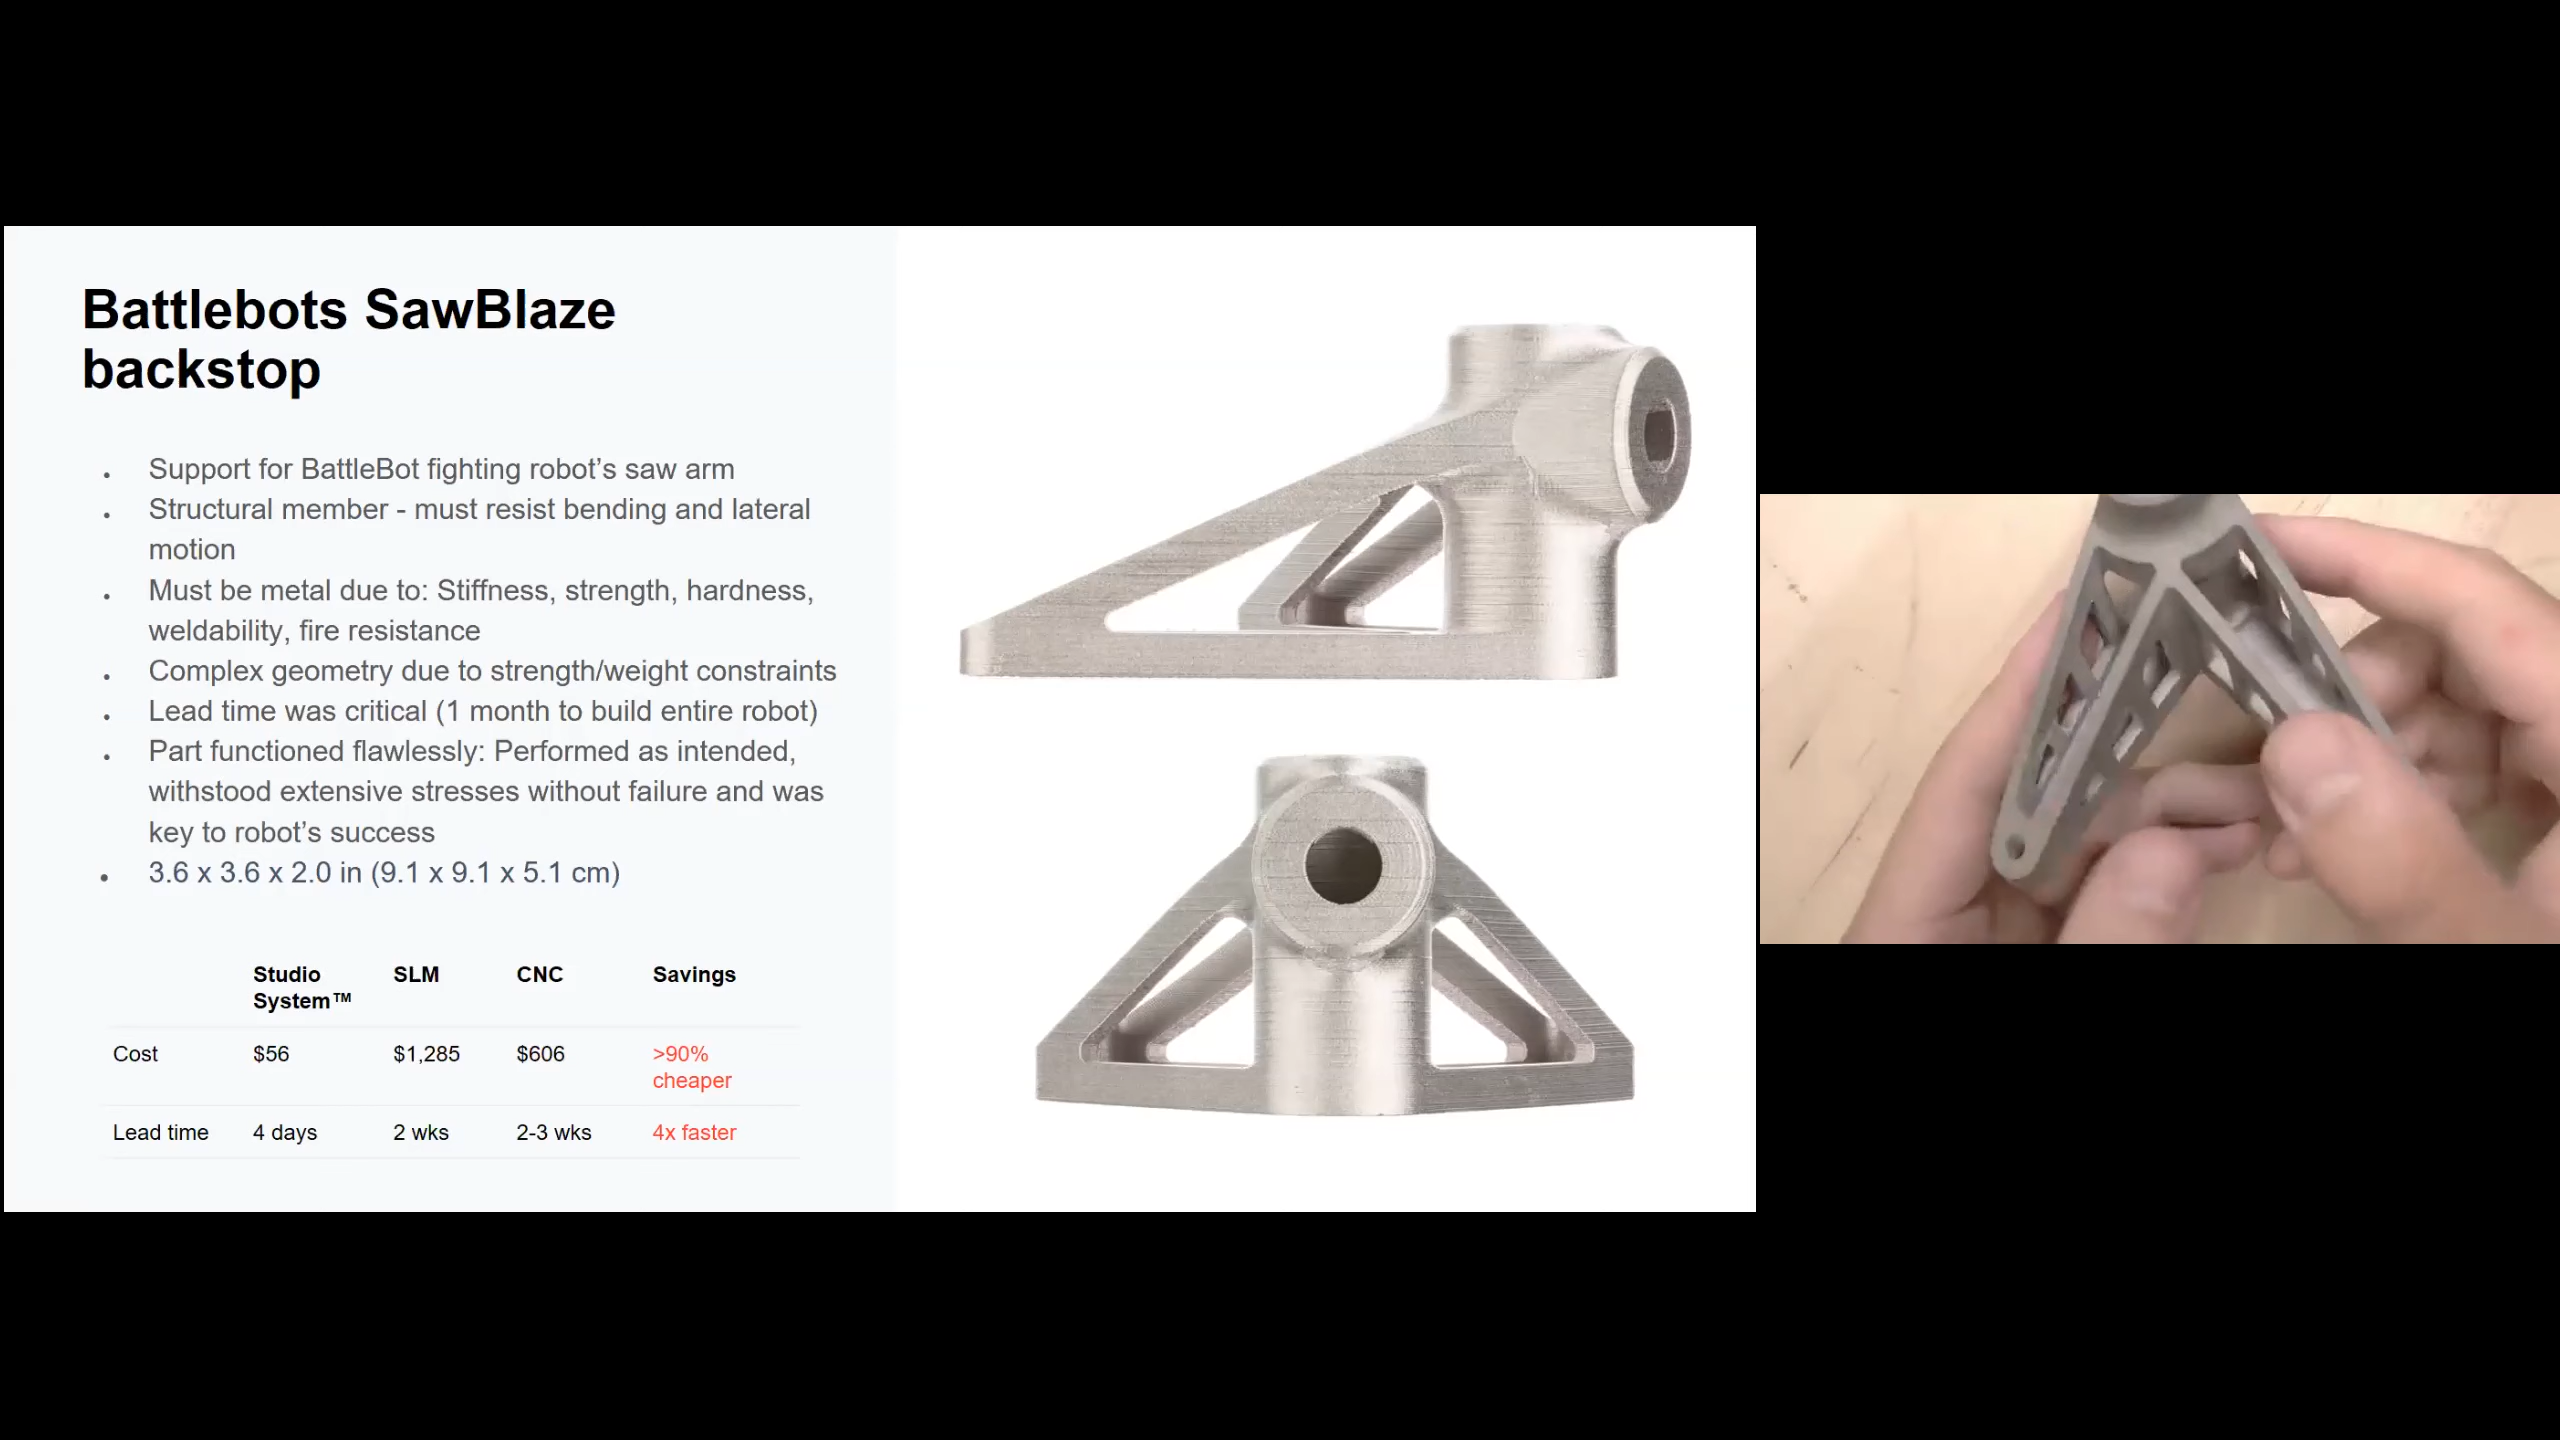 Battlebots SawBlaze
backstop
• Support for BattleBot fighting robot’s saw arm
• Structural member - must resist bending and lateral
motion
• Must be metal due to: Stiffness, strength, hardness,
weldability, fire resistance
• Complex geometry due to strength/weight constraints
• Lead time was critical (1 month to build entire robot)
• Part functioned flawlessly: Performed as intended,
withstood extensive stresses without failure and was
key to robot’s success
• 3.6 x 3.6 x 2.0 in (9.1 x 9.1 x 5.1 cm)
Studio System™ SLM CNC Savings
Cost $56 $1,285 $606 >90% cheaper
Lead time 4 days 2 wks 2-3 wks 4x faster